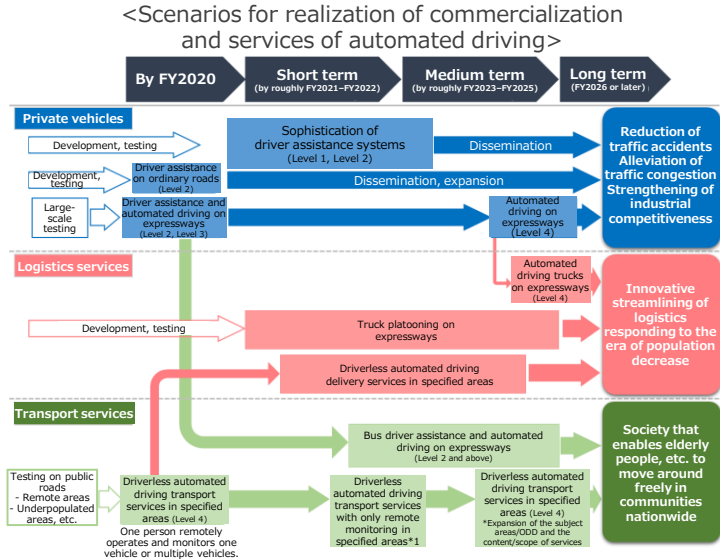 <Scenarios for realization of commercialization
and services of automated driving>
By FY2020
Short term
(by roughly FY2021–FY2022)
Medium term
(by roughly FY2023–FY2025)
Long term
(FY2026 or later)
Private vehicles
Development, testing
Sophistication of
driver assistance systems
(Level 1, Level 2)
Dissemination
Development,
testing
Driver assistance
on ordinary roads
(Level 2)
Dissemination, expansion
Large-
scale
testing
Driver assistance and
automated driving on
expressways
(Level 2, Level 3)
Automated
driving on
expressways
(Level 4)
Reduction of
traffic accidents
Alleviation of
traffic congestion
Strengthening of
industrial
competitiveness
Logistics services
Automated
driving trucks
on expressways
(Level 4)
Development, testing
Truck platooning on
expressways
Driverless automated driving
delivery services in specified areas
Innovative
streamlining of
logistics
responding to the
era of population
decrease
Transport services
Bus driver assistance and automated
driving on expressways
(Level 2 and above)
Testing on public
roads
- Remote areas
- Underpopulated
areas, etc.
Driverless automated
driving transport
services in specified
areas (Level 4)
One person remotely
operates and monitors one
vehicle or multiple vehicles.
Driverless
automated driving
transport services
with only remote
monitoring in
specified areas*1
Driverless automated
driving transport
services in specified
areas (Level 4)
*Expansion of the subject
areas/ODD and the
content/scope of services
Society that
enables elderly
people, etc. to
move around
freely in
communities
nationwide